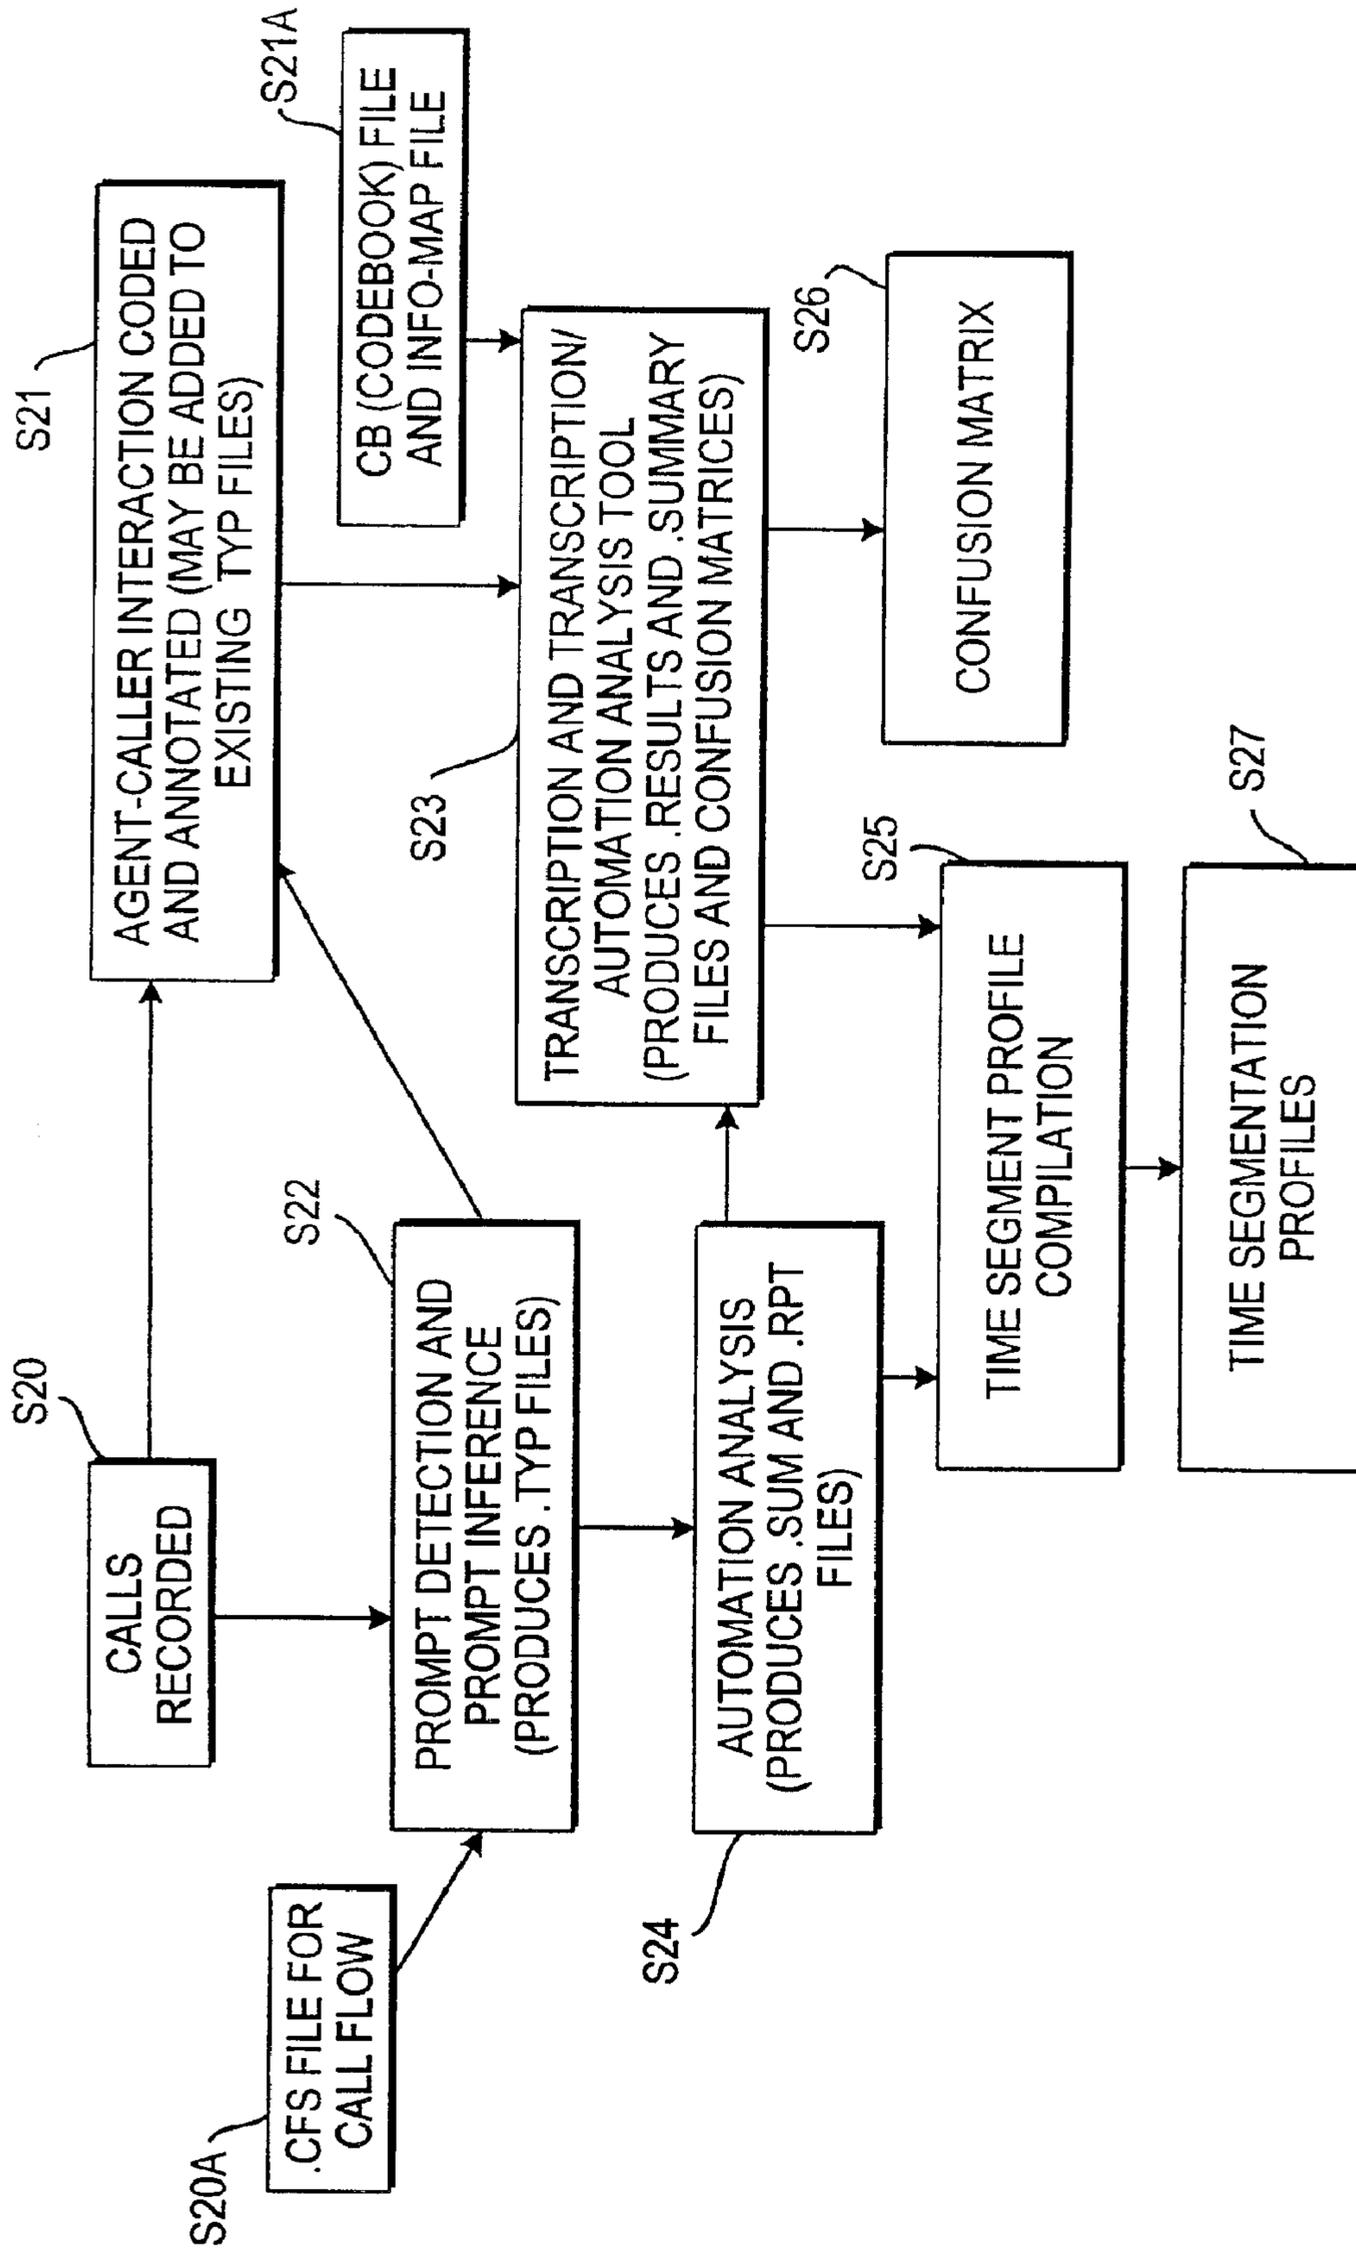 S20
CALLS
RECORDED
S21
AGENT-CALLER INTERACTION CODED
AND ANNOTATED (MAY BE ADDED TO
EXISTING TYP FILES)
S20A
.CFS FILE FOR
CALL FLOW
S22
PROMPT DETECTION AND
PROMPT INFERENCE
(PRODUCES .TYP FILES)
S21A
CB (CODEBOOK) FILE
AND INFO-MAP FILE
S23
TRANSCRIPTION AND TRANSCRIPTION/
AUTOMATION ANALYSIS TOOL
(PRODUCES .RESULTS AND .SUMMARY
FILES AND CONFUSION MATRICES)
S24
AUTOMATION ANALYSIS
(PRODUCES .SUM AND .RPT
FILES)
S25
TIME SEGMENT PROFILE
COMPILATION
S26
CONFUSION MATRIX
S27
TIME SEGMENTATION
PROFILES